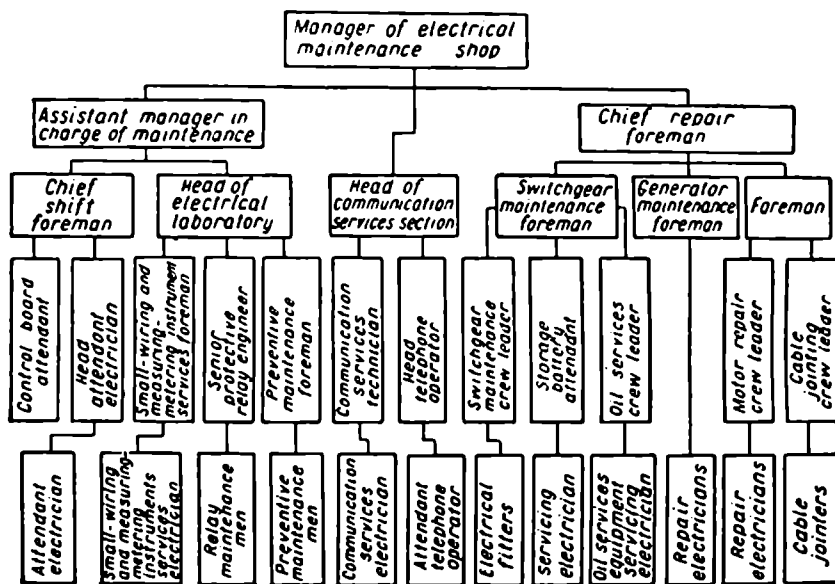 Manager of electrical
maintenance shop
Assistant manager in
charge of maintenance
Chief repair
foreman
Chief
shift
foreman
Head of
electrical
laboratory
Head of
communication
services section
Switchgear
maintenance
foreman
Generator
maintenance
foreman
Foreman
Control board
attendant
Head
attendant
electrician
Small-wiring and
measuring-
metering instrument
services foreman
Senior
protective
relay engineer
Preventive
maintenance
foreman
Communication
services
technician
Head
telephone
operator
Switchgear
maintenance
crew leader
Storage
battery
attendant
Oil services
crew leader
Motor repair
crew leader
Cable
jointing
crew leader
Attendant
electrician
Small-wiring
and measuring
metering
instruments
services
electrician
Relay
maintenance
men
Preventive
maintenance
men
Communication
services
electrician
Attendant
telephone
operator
Electrical
fitters
Servicing
electrician
Oil services
equipment
servicing
electrician
Repair
electricians
Repair
electricians
Cable
jointers